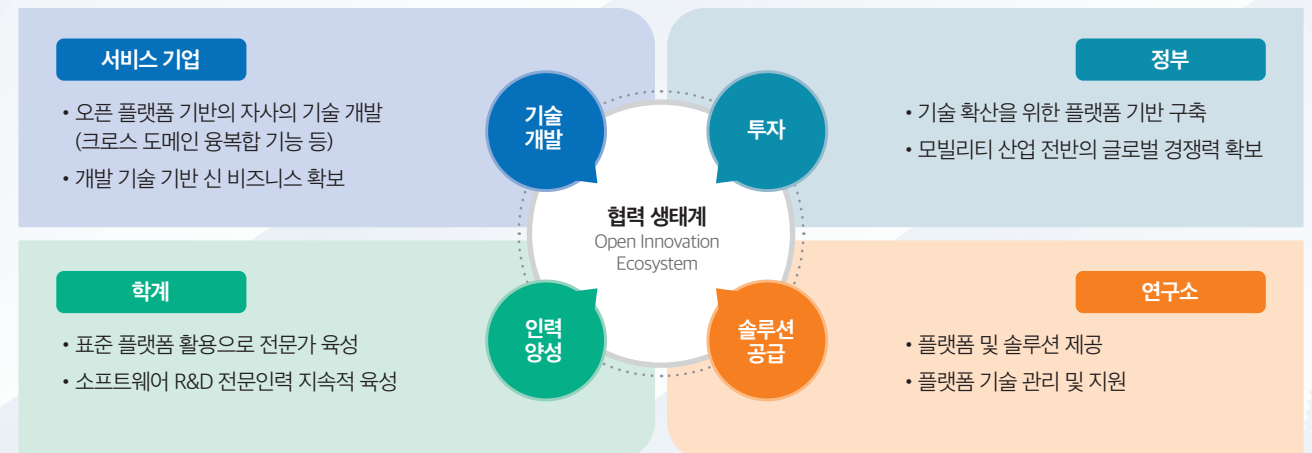 서비스 기업
• 오픈 플랫폼 기반의 자사의 기술 개발
(크로스 도메인 융복합 기능 등)
• 개발 기술 기반 신 비즈니스 확보
기술
개발
투자
정부
• 기술 확산을 위한 플랫폼 기반 구축
• 모빌리티 산업 전반의 글로벌 경쟁력 확보
협력 생태계
Open Innovation
Ecosystem
학계
• 표준 플랫폼 활용으로 전문가 육성
• 소프트웨어 R&D 전문인력 지속적 육성
인력
양성
솔루션
공급
연구소
• 플랫폼 및 솔루션 제공
• 플랫폼 기술 관리 및 지원